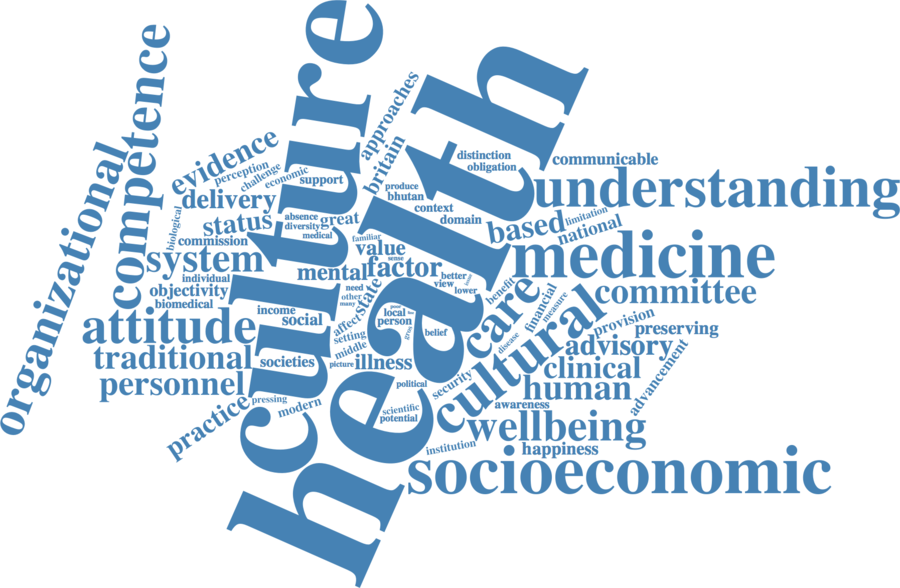 health
culture
socioeconomic
understanding
medicine
organizational
competence
cultural
care
attitude
wellbeing
committee
traditional
personnel
system
human
clinical
advisory
evidence
delivery
status
practice
based
factor
mental
value
illness
state
britain
approaches
national
communicable
distinction
obligation
limitation
produce
bhutan
context
domain
perception
challenge
economic
support
absence
diversity
medical
great
biological
commission
individual
objectivity
biomedical
income
social
societies
pressing
modern
familiar
sense
need
other
many
better
view
lower
poor
local
person
affect
setting
middle
picture
belief
political
scientific
potential
security
institution
awareness
happiness
benefit
financial
measure
disease
provision
preserving
advancement